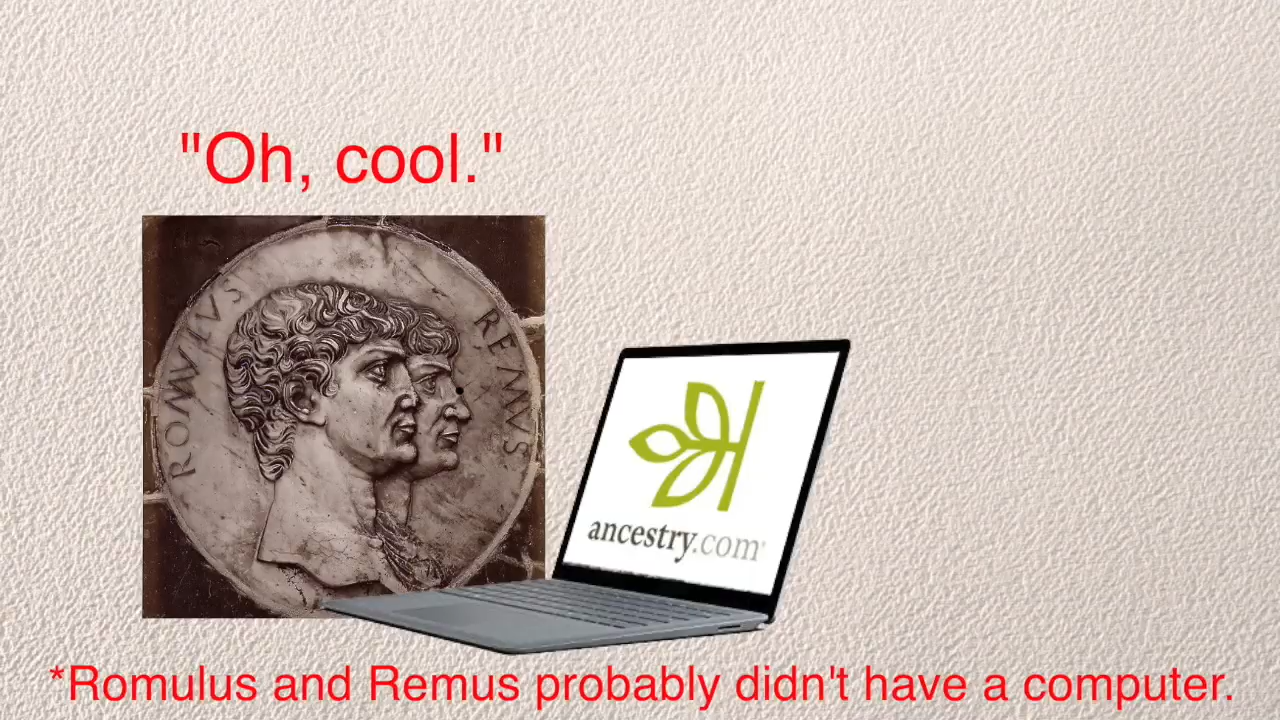 "Oh, cool."
ROMVLVS
REMVS
ancestry.com
*Romulus and Remus probably didn't have a computer.